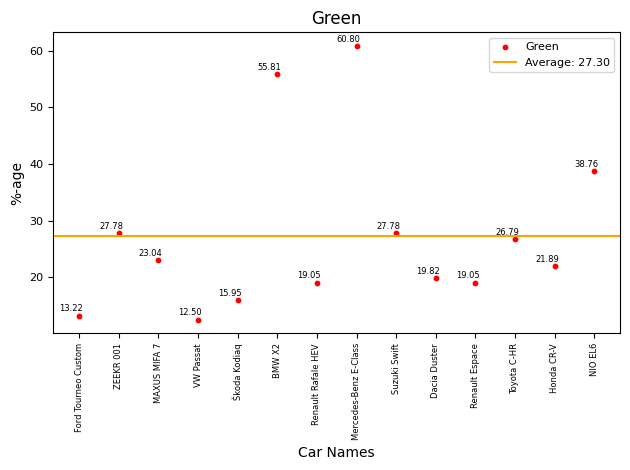 Green
%-age
60
50
40
30
20
Green
Average: 27.30
13.22
27.78
23.04
12.50
15.95
55.81
19.05
60.80
27.78
19.82
19.05
26.79
21.89
38.76
Ford Tourneo Custom
ZEEKR 001
MAXUS MIFA 7
VW Passat
Škoda Kodiaq
BMW X2
Renault Rafale HEV
Mercedes-Benz E-Class
Suzuki Swift
Dacia Duster
Renault Espace
Toyota C-HR
Honda CR-V
NIO EL6
Car Names